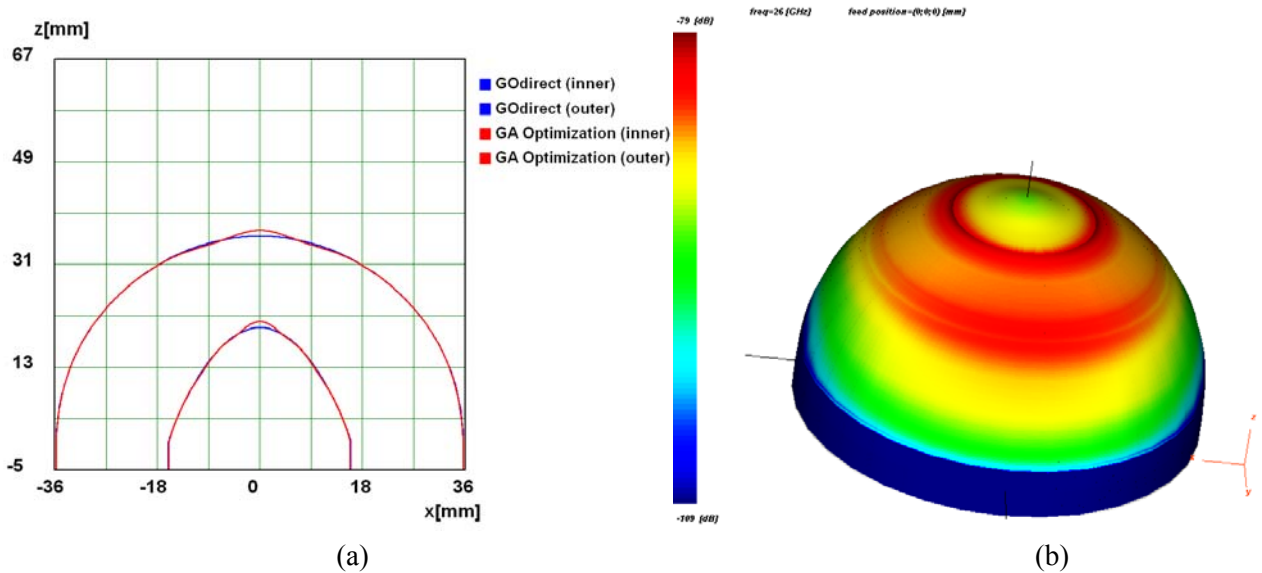 z[mm]
67
49
31
13
-5
-36
-18
0
18
36
x[mm]
GOdirect (inner)
GOdirect (outer)
GA Optimization (inner)
GA Optimization (outer)
(a)
freq=26 [GHz] feed position=(0;0;0) [mm]
-79 [dB]
-109 [dB]
z
y
(b)